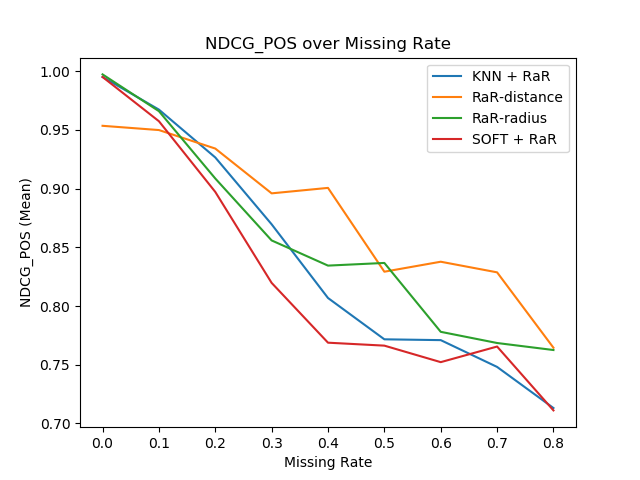 NDCG_POS over Missing Rate
KNN + RaR
RaR-distance
RaR-radius
SOFT + RaR
NDCG_POS (Mean)
1.00
0.95
0.90
0.85
0.80
0.75
0.70
0.0 0.1 0.2 0.3 0.4 0.5 0.6 0.7 0.8
Missing Rate